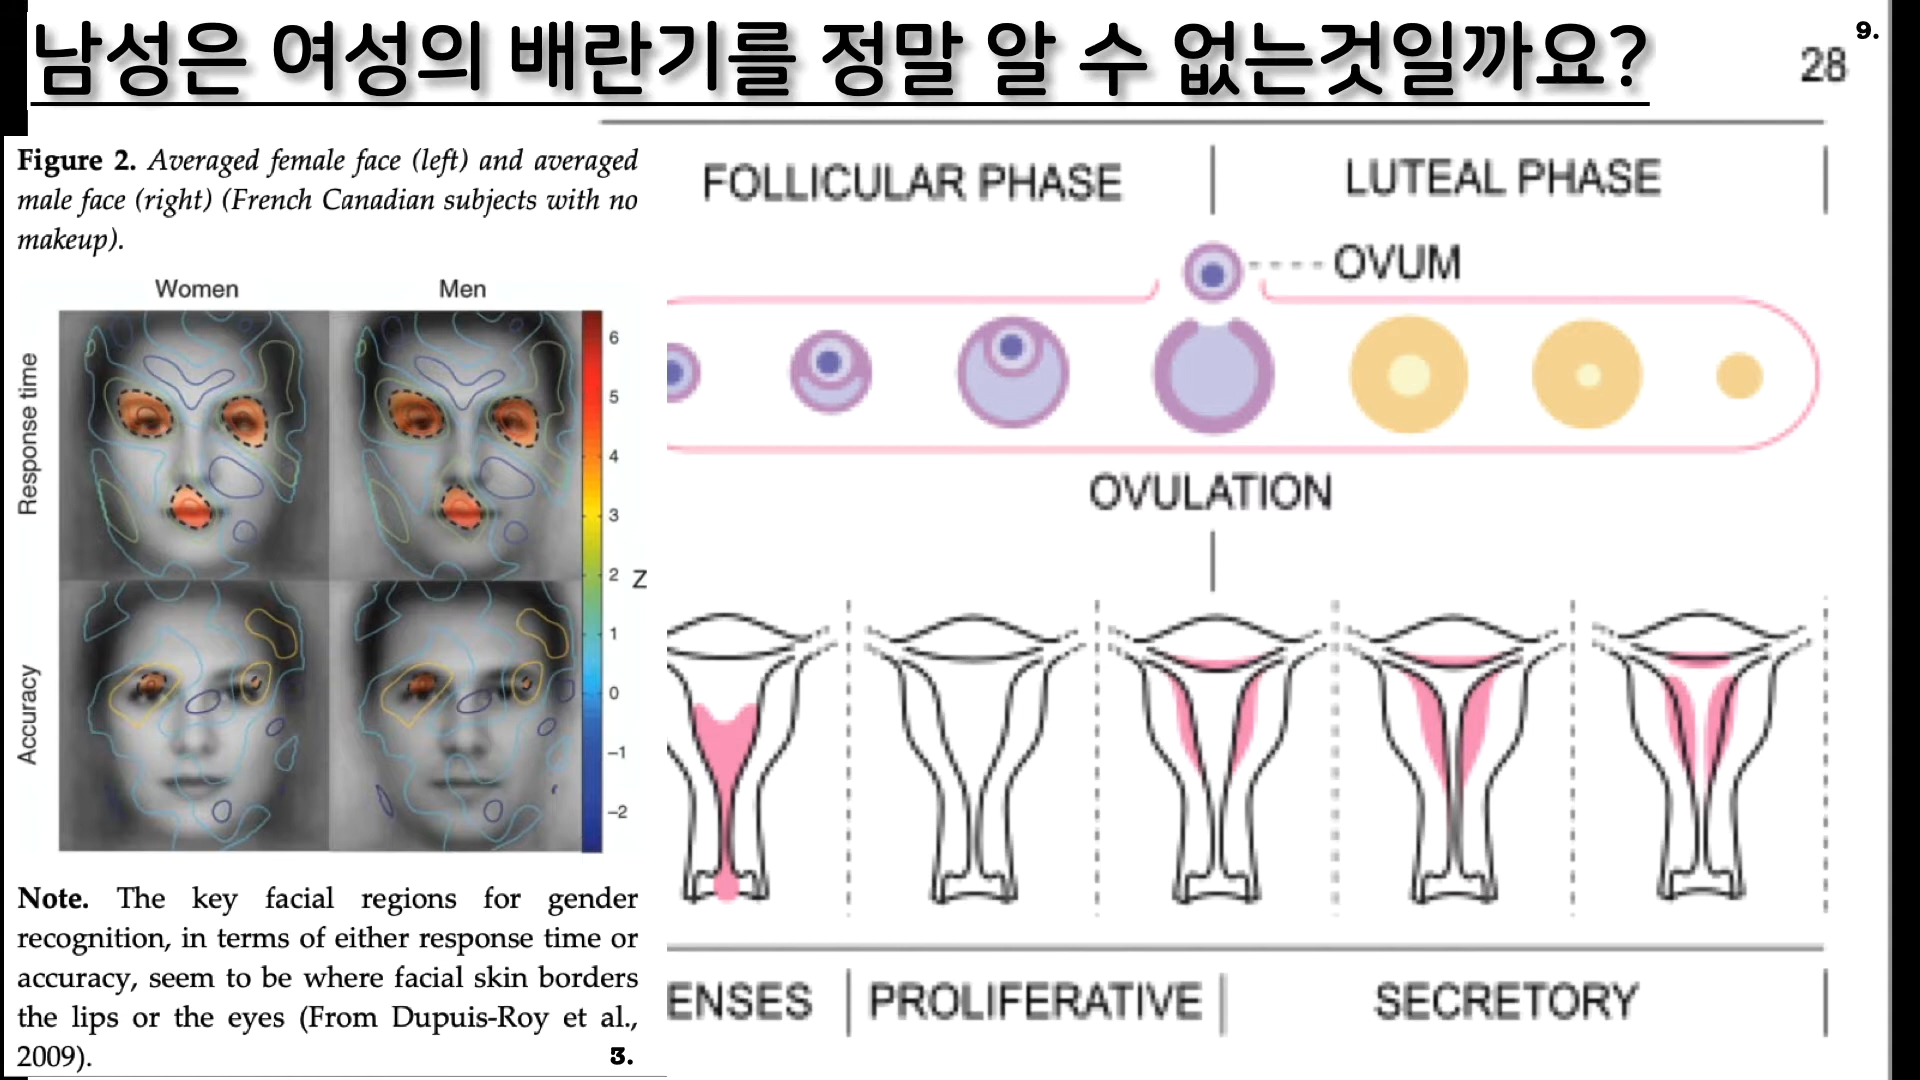 남성은 여성의 배란기를 정말 알 수 없는것일까요?
9.
28
Figure 2. Averaged female face (left) and averaged
male face (right) (French Canadian subjects with no
makeup).
Women
Men
Response time
Accuracy
6
5
4
3
2
1
0
−1
−2
Z
Note. The key facial regions for gender
recognition, in terms of either response time or
accuracy, seem to be where facial skin borders
the lips or the eyes (From Dupuis-Roy et al.,
2009).
3.
FOLLICULAR PHASE
LUTEAL PHASE
OVUM
OVULATION
ENSES
PROLIFERATIVE
SECRETORY